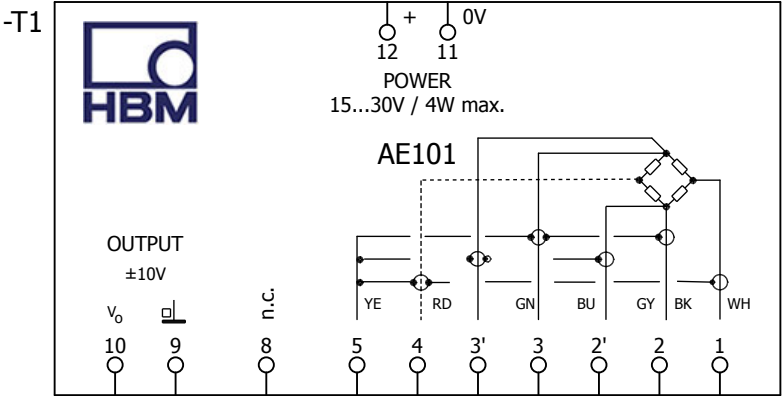 -T1
+ 0V
12 11
HBM
POWER
15...30V / 4W max.
AE101
OUTPUT
±10V
Vo n.c. YE RD GN BU GY BK WH
10 9 8 5 4 3' 3 2' 2 1